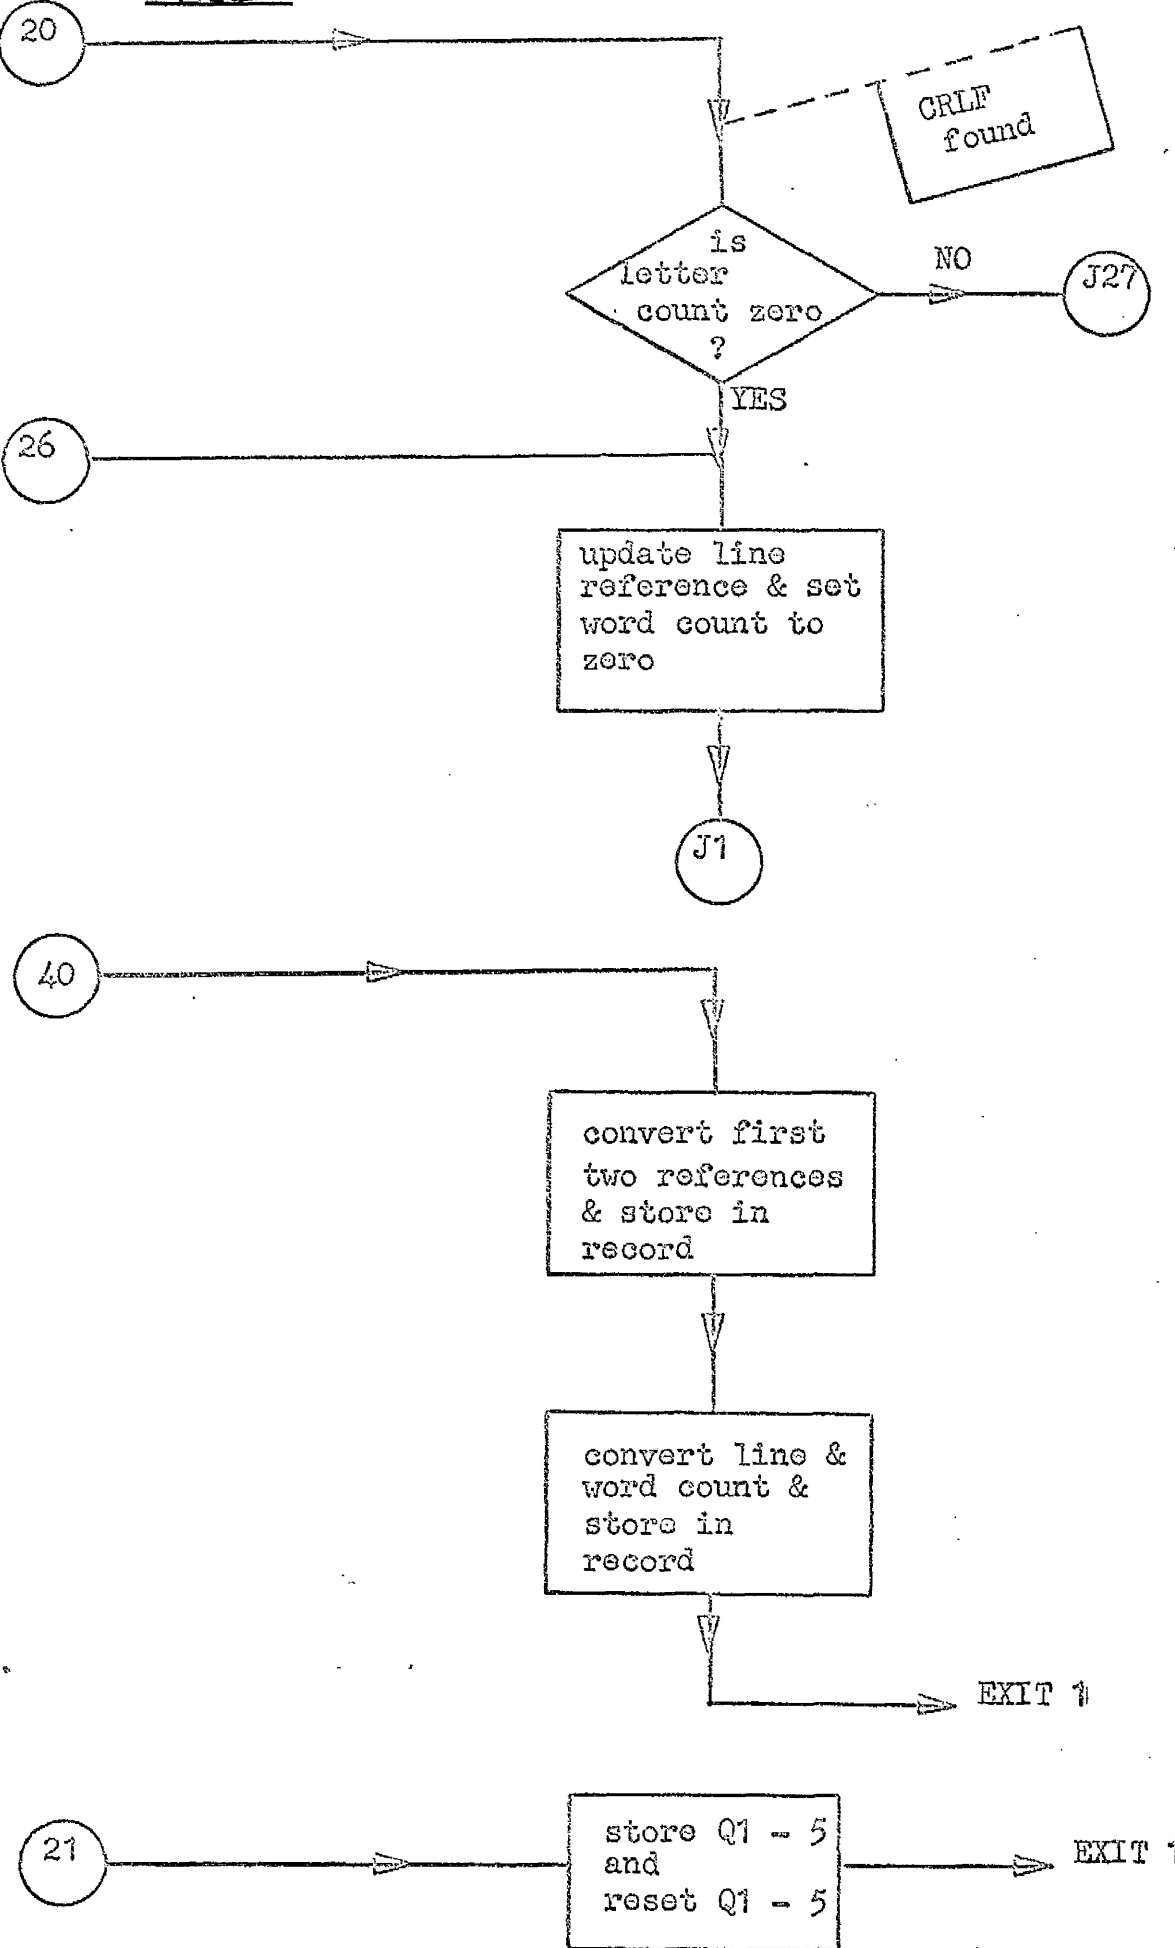 20
CRLF
found
is
letter
count zero
?
NO
J27
YES
26
update line
reference & set
word count to
zero
J1
40
convert first
two references
& store in
record
convert line &
word count &
store in
record
EXIT 1
21
store Q1 - 5
and
reset Q1 - 5
EXIT 1